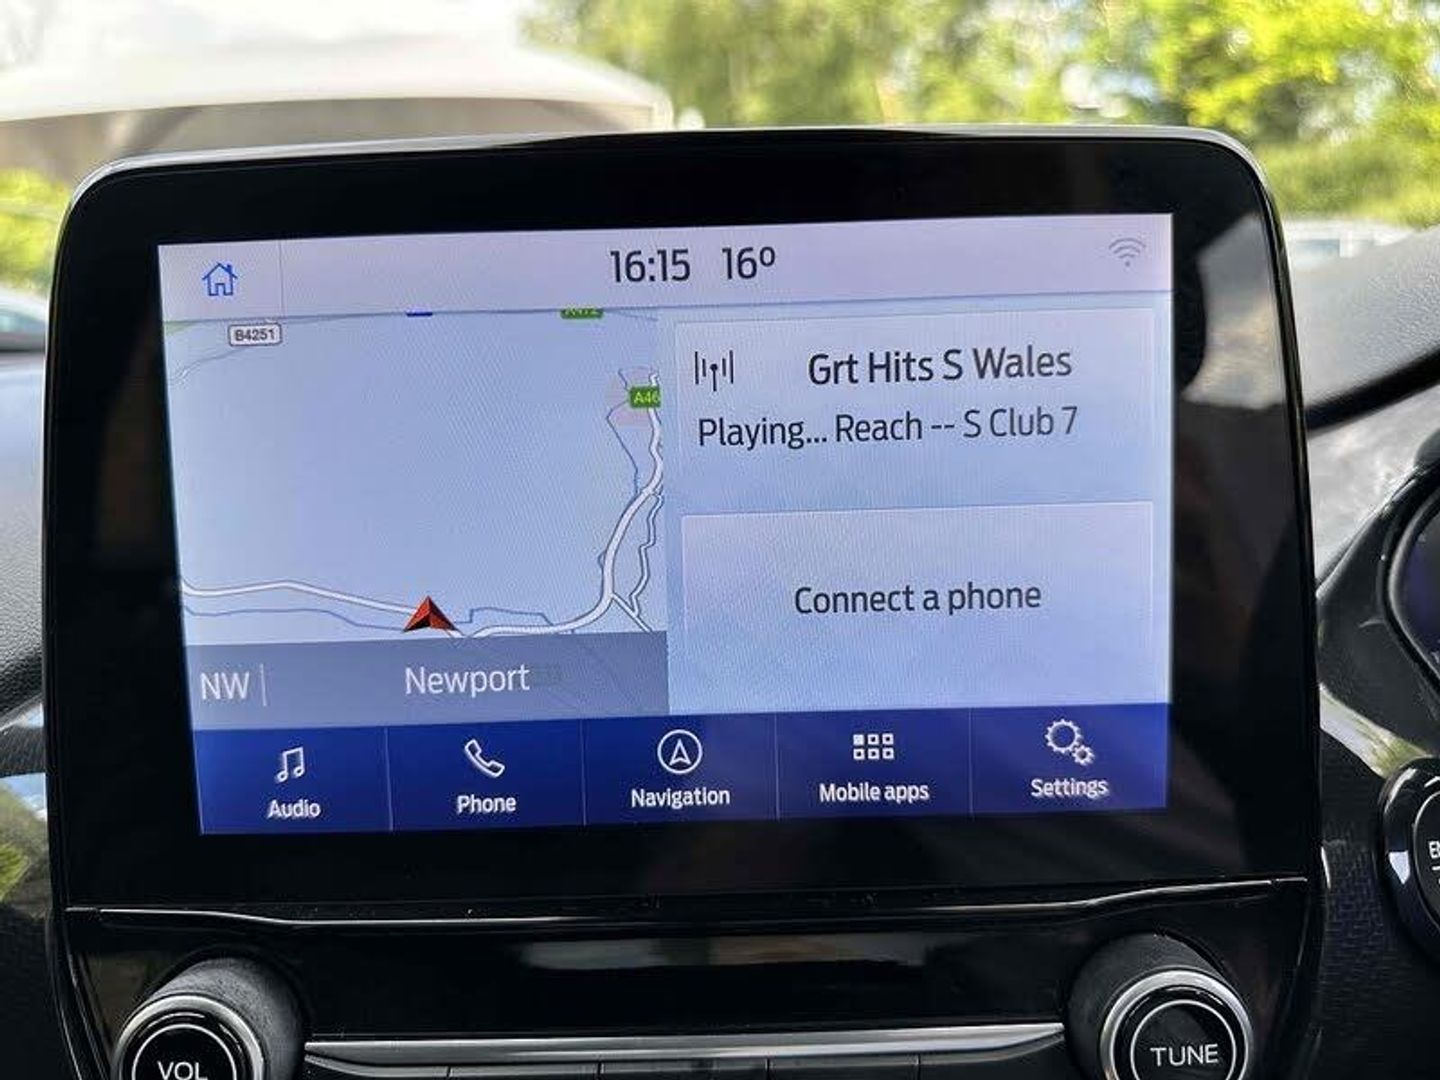 16:15 16º
B4251
A472
A46
Grt Hits S Wales
Playing... Reach -- S Club 7
Connect a phone
NW
Newport
Audio
Phone
Navigation
Mobile apps
Settings
VOL
TUNE